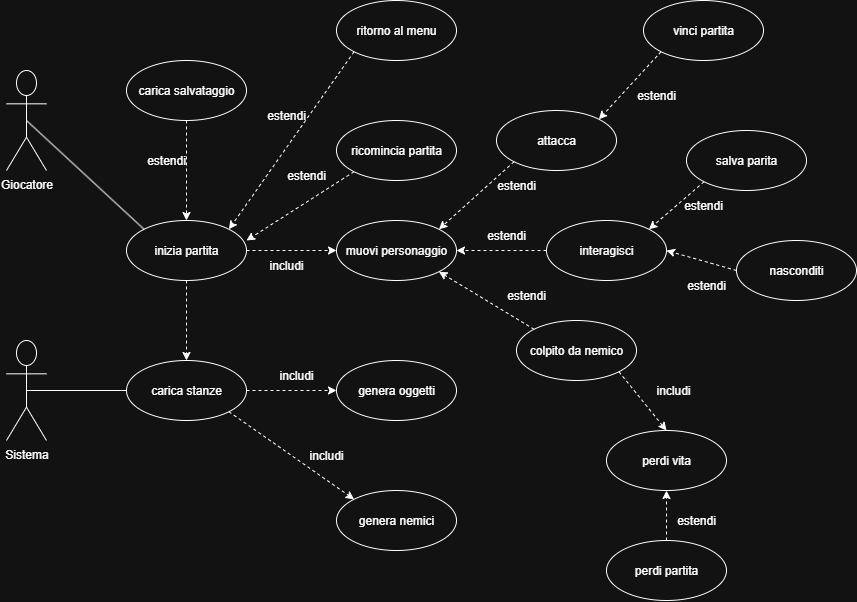 ritorno al menu
vinci partita
carica salvataggio
estendi
estendi
attacca
ricomincia partita
estendi
salva parita
estendi
estendi
Giocatore
estendi
inizia partita
includi
muovi personaggio
estendi
interagisci
nasconditi
estendi
estendi
colpito da nemico
Sistema
carica stanze
includi
genera oggetti
includi
includi
perdi vita
genera nemici
estendi
perdi partita